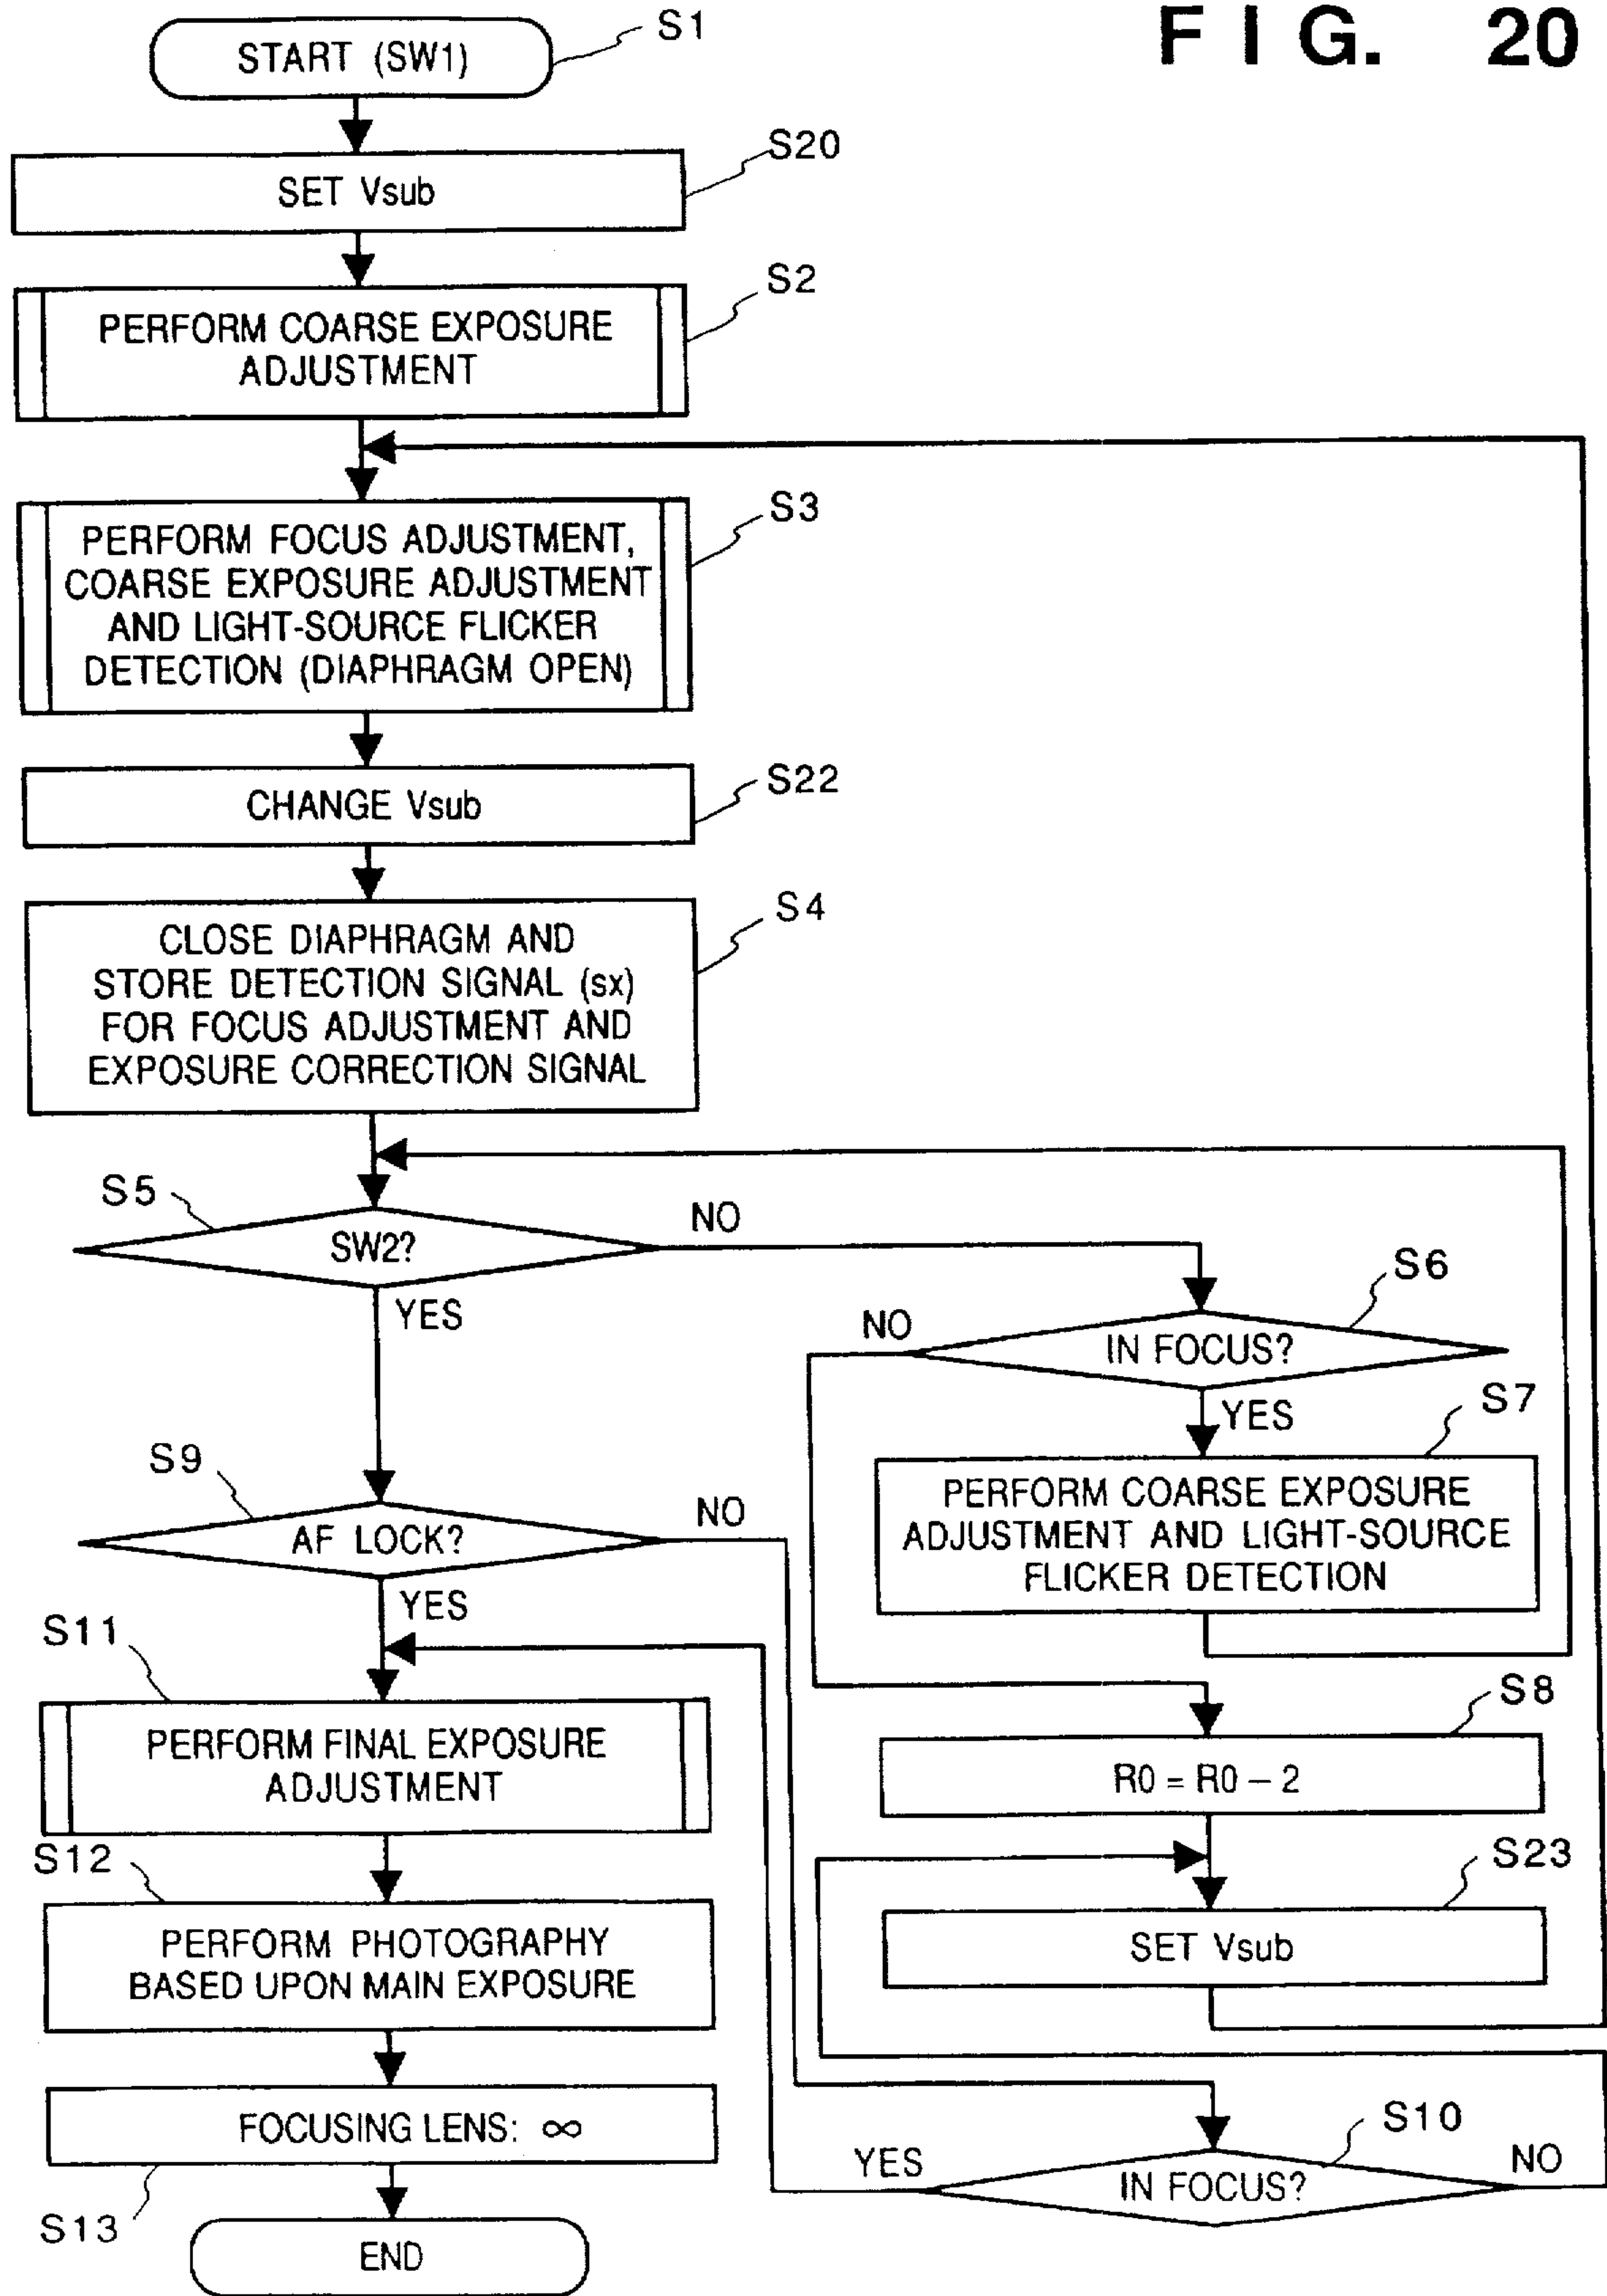 F I G. 20
START (SW1)
S1
SET Vsub
S20
PERFORM COARSE EXPOSURE
ADJUSTMENT
S2
PERFORM FOCUS ADJUSTMENT,
COARSE EXPOSURE ADJUSTMENT
AND LIGHT-SOURCE FLICKER
DETECTION (DIAPHRAGM OPEN)
S3
CHANGE Vsub
S22
CLOSE DIAPHRAGM AND
STORE DETECTION SIGNAL (sx)
FOR FOCUS ADJUSTMENT AND
EXPOSURE CORRECTION SIGNAL
S4
S5
SW2?
NO
YES
S6
IN FOCUS?
NO
YES
S7
PERFORM COARSE EXPOSURE
ADJUSTMENT AND LIGHT-SOURCE
FLICKER DETECTION
S9
AF LOCK?
NO
YES
S8
R0 = R0 – 2
S23
SET Vsub
S11
PERFORM FINAL EXPOSURE
ADJUSTMENT
S12
PERFORM PHOTOGRAPHY
BASED UPON MAIN EXPOSURE
FOCUSING LENS: ∞
S13
S10
IN FOCUS?
YES
NO
END